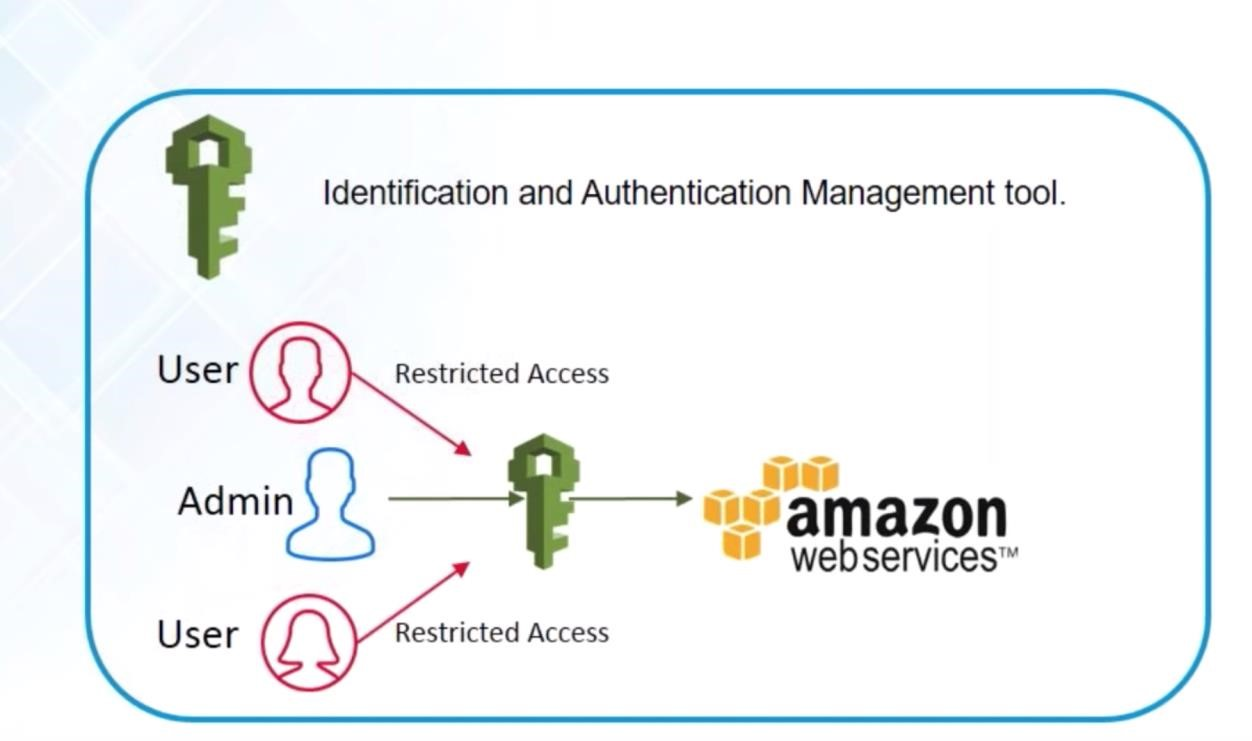 Identification and Authentication Management tool.
User
Restricted Access
Admin
amazon
webservices™
User
Restricted Access